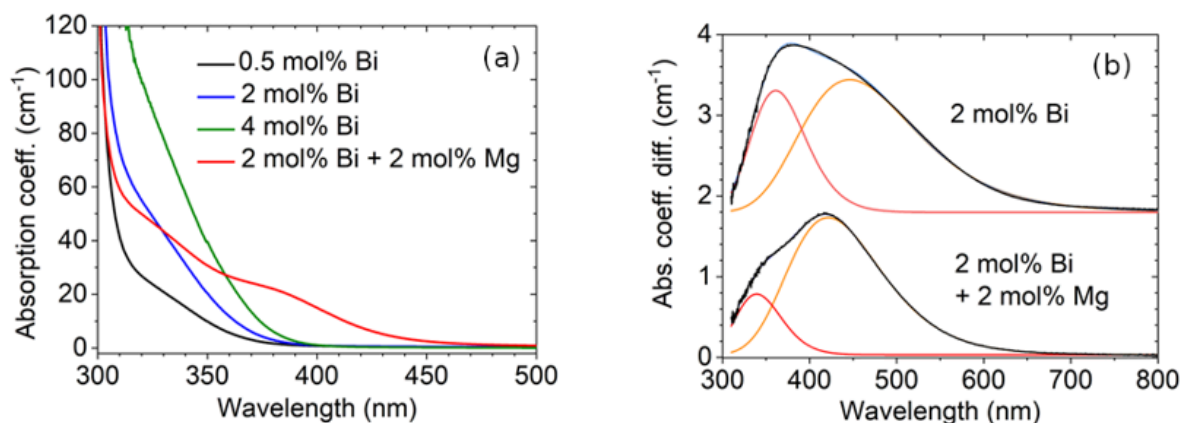 (a)
0.5 mol% Bi
2 mol% Bi
4 mol% Bi
2 mol% Bi + 2 mol% Mg
Absorption coeff. (cm⁻¹)
120
100
80
60
40
20
0
300 350 400 450 500
Wavelength (nm)
(b)
2 mol% Bi
2 mol% Bi
+ 2 mol% Mg
Abs. coeff. diff. (cm⁻¹)
4
3
2
1
0
300 400 500 600 700 800
Wavelength (nm)